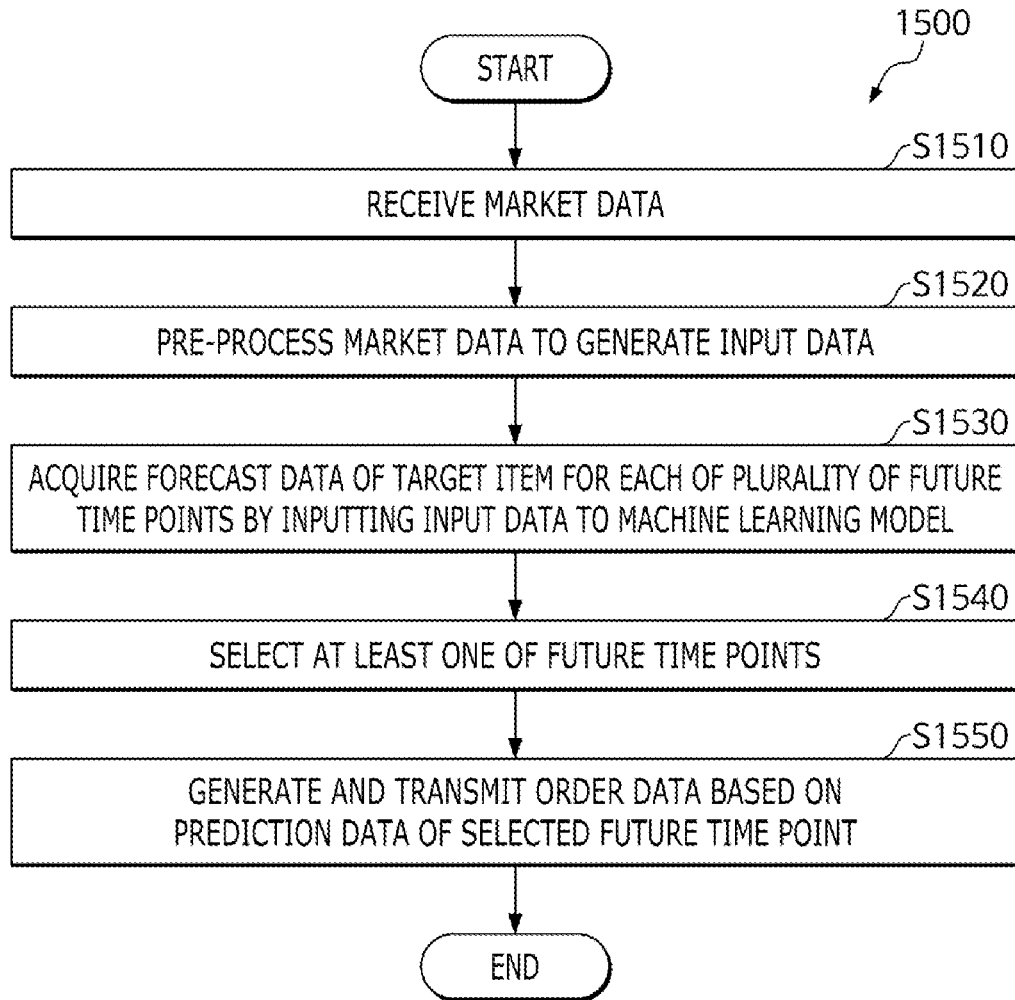 1500
START
S1510
RECEIVE MARKET DATA
S1520
PRE-PROCESS MARKET DATA TO GENERATE INPUT DATA
S1530
ACQUIRE FORECAST DATA OF TARGET ITEM FOR EACH OF PLURALITY OF FUTURE
TIME POINTS BY INPUTTING INPUT DATA TO MACHINE LEARNING MODEL
S1540
SELECT AT LEAST ONE OF FUTURE TIME POINTS
S1550
GENERATE AND TRANSMIT ORDER DATA BASED ON
PREDICTION DATA OF SELECTED FUTURE TIME POINT
END